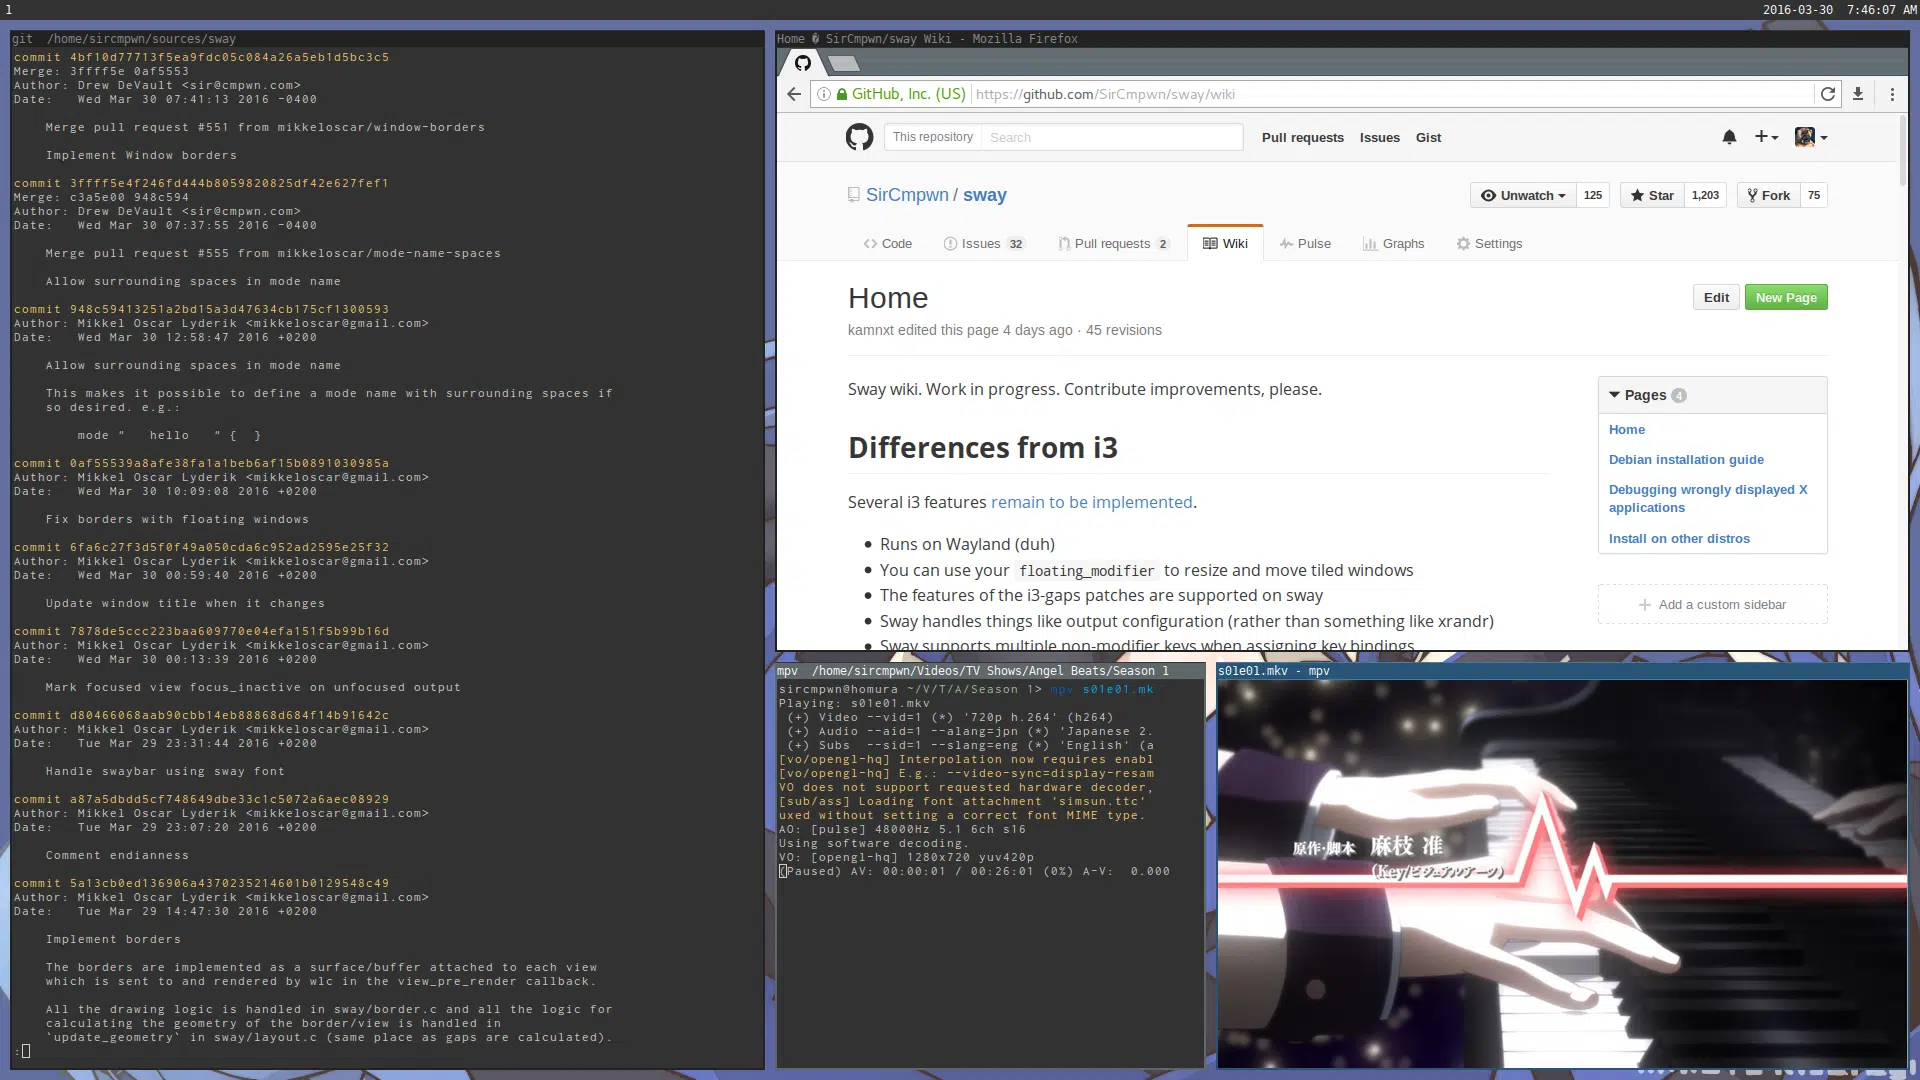 1
2016-03-30  7:46:07 AM
git  /home/sircmpwn/sources/sway
commit 4bf10d77713f5ea9fdc05c084a26a5eb1d5bc3c5
Merge: 3ffff5e 0af5553
Author: Drew DeVault <sir@cmpwn.com>
Date:   Wed Mar 30 07:41:13 2016 -0400
Merge pull request #551 from mikkeloscar/window-borders
Implement Window borders
commit 3ffff5e4f246fd444b8059820825df42e627fef1
Merge: c3a5e00 948c594
Author: Drew DeVault <sir@cmpwn.com>
Date:   Wed Mar 30 07:37:55 2016 -0400
Merge pull request #555 from mikkeloscar/mode-name-spaces
Allow surrounding spaces in mode name
commit 948c59413251a2bd15a3d47634cb175cf1300593
Author: Mikkel Oscar Lyderik <mikkeloscar@gmail.com>
Date:   Wed Mar 30 12:58:47 2016 +0200
Allow surrounding spaces in mode name
This makes it possible to define a mode name with surrounding spaces if
so desired. e.g.:
mode "   hello   " {  }
commit 0af55539a8afe38fa1a1beb6af15b0891030985a
Author: Mikkel Oscar Lyderik <mikkeloscar@gmail.com>
Date:   Wed Mar 30 10:09:08 2016 +0200
Fix borders with floating windows
commit 6fa6c27f3d5f0f49a050cda6c952ad2595e25f32
Author: Mikkel Oscar Lyderik <mikkeloscar@gmail.com>
Date:   Wed Mar 30 00:59:40 2016 +0200
Update window title when it changes
commit 7878de5ccc223baa609770e04efa151f5b99b16d
Author: Mikkel Oscar Lyderik <mikkeloscar@gmail.com>
Date:   Wed Mar 30 00:13:39 2016 +0200
Mark focused view focus_inactive on unfocused output
commit d80466068aab90cbb14eb88868d684f14b91642c
Author: Mikkel Oscar Lyderik <mikkeloscar@gmail.com>
Date:   Tue Mar 29 23:31:44 2016 +0200
Handle swaybar using sway font
commit a87a5dbdd5cf748649dbe33c1c5072a6aec08929
Author: Mikkel Oscar Lyderik <mikkeloscar@gmail.com>
Date:   Tue Mar 29 23:07:20 2016 +0200
Comment endianness
commit 5a13cb0ed136906a4370235214601b0129548c49
Author: Mikkel Oscar Lyderik <mikkeloscar@gmail.com>
Date:   Tue Mar 29 14:47:30 2016 +0200
Implement borders
The borders are implemented as a surface/buffer attached to each view
which is sent to and rendered by wlc in the view_pre_render callback.
All the drawing logic is handled in sway/border.c and all the logic for
calculating the geometry of the border/view is handled in
`update_geometry` in sway/layout.c (same place as gaps are calculated).
:
Home � SirCmpwn/sway Wiki - Mozilla Firefox
GitHub, Inc. (US) https://github.com/SirCmpwn/sway/wiki
This repository Search Pull requests Issues Gist
SirCmpwn / sway Unwatch 125 Star 1,203 Fork 75
Code Issues 32 Pull requests 2 Wiki Pulse Graphs Settings
Home Edit New Page
kamnxt edited this page 4 days ago · 45 revisions
Sway wiki. Work in progress. Contribute improvements, please.
Differences from i3
Several i3 features remain to be implemented.
• Runs on Wayland (duh)
• You can use your floating_modifier to resize and move tiled windows
• The features of the i3-gaps patches are supported on sway
• Sway handles things like output configuration (rather than something like xrandr)
• Sway supports multiple non-modifier keys when assigning key bindings
Pages 4
Home
Debian installation guide
Debugging wrongly displayed X
applications
Install on other distros
Add a custom sidebar
mpv  /home/sircmpwn/Videos/TV Shows/Angel Beats/Season 1
sircmpwn@homura ~/V/T/A/Season 1> mpv s01e01.mk
Playing: s01e01.mkv
(+) Video --vid=1 (*) '720p h.264' (h264)
(+) Audio --aid=1 --alang=jpn (*) 'Japanese 2.
(+) Subs  --sid=1 --slang=eng (*) 'English' (a
[vo/opengl-hq] Interpolation now requires enabl
[vo/opengl-hq] E.g.: --video-sync=display-resam
VO does not support requested hardware decoder,
[sub/ass] Loading font attachment 'simsun.ttc'
uxed without setting a correct font MIME type.
AO: [pulse] 48000Hz 5.1 6ch s16
Using software decoding.
VO: [opengl-hq] 1280x720 yuv420p
(Paused) AV: 00:00:01 / 00:26:01 (0%) A-V:  0.000
s01e01.mkv - mpv
原作・脚本 麻枝 准
(Key/ビジュアルアーツ)